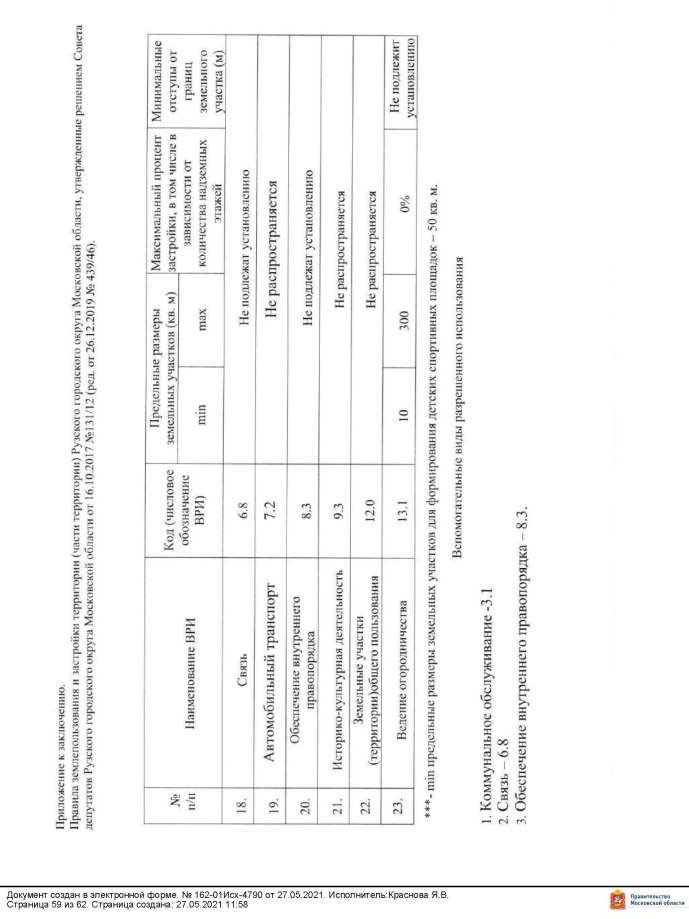 Приложение к заключению.
Правила землепользования и застройки территории (части территории) Рузского городского округа Московской области, утвержденные решением Совета
депутатов Рузского городского округа Московской области от 16.10.2017 №131/12 (ред. от 26.12.2019 № 439/46).
№ п/п | Наименование ВРИ | Код (числовое обозначение ВРИ) | Предельные размеры земельных участков (кв. м) min | max | Максимальный процент застройки, в том числе в зависимости от количества надземных этажей | Минимальные отступы от границ земельного участка (м)
18. | Связь | 6.8 | Не подлежат установлению
19. | Автомобильный транспорт | 7.2 | Не распространяется
20. | Обеспечение внутреннего правопорядка | 8.3 | Не подлежат установлению
21. | Историко-культурная деятельность | 9.3 | Не распространяется
22. | Земельные участки (территории)общего пользования | 12.0 | Не распространяется
23. | Ведение огородничества | 13.1 | 10 | 300 | 0% | Не подлежит установлению
***- min предельные размеры земельных участков для формирования детских спортивных площадок – 50 кв. м.
Вспомогательные виды разрешенного использования
1. Коммунальное обслуживание -3.1
2. Связь – 6.8
3. Обеспечение внутреннего правопорядка – 8.3.
Документ создан в электронной форме. № 162-01Исх-4790 от 27.05.2021. Исполнитель:Краснова Я.В.
Страница 59 из 62. Страница создана: 27.05.2021 11:58
Правительство
Московской области